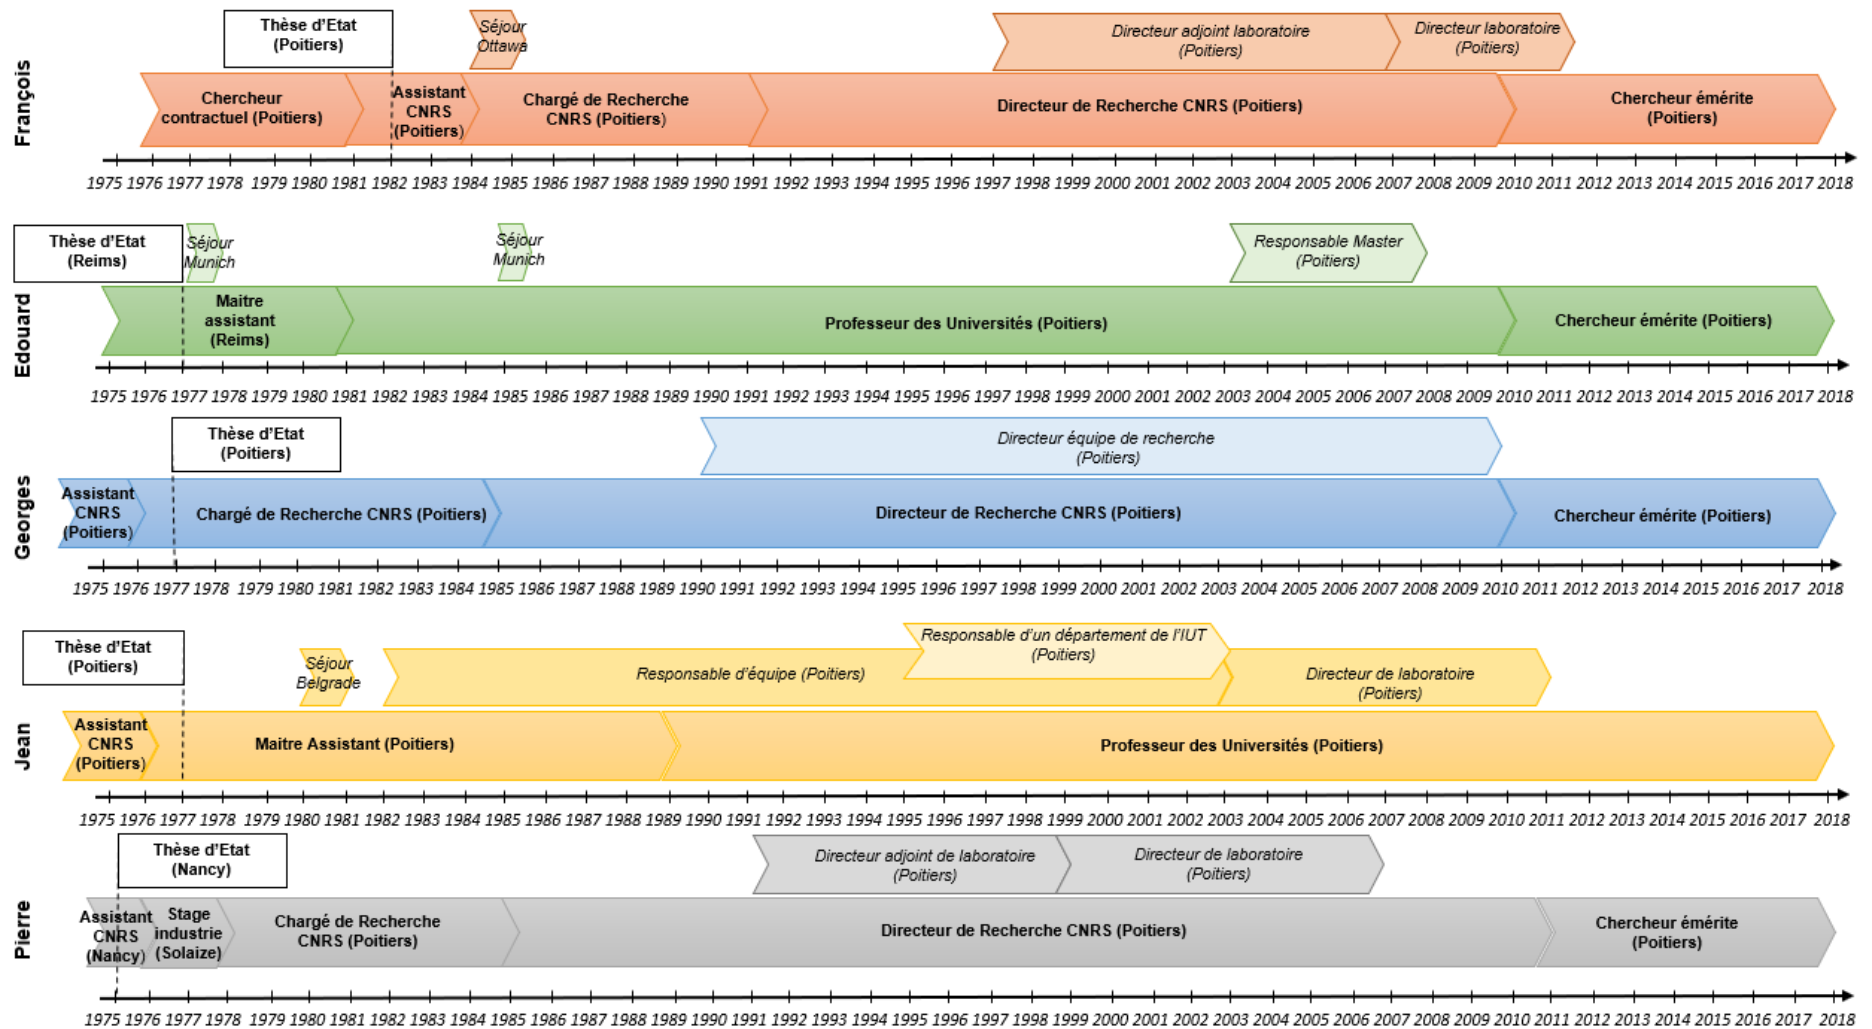 Thèse d'Etat
(Poitiers)
Séjour
Ottawa
Directeur adjoint laboratoire
(Poitiers)
Directeur laboratoire
(Poitiers)
François
Chercheur
contractuel (Poitiers)
Assistant
CNRS
(Poitiers)
Chargé de Recherche
CNRS (Poitiers)
Directeur de Recherche CNRS (Poitiers)
Chercheur émérite
(Poitiers)
1975 1976 1977 1978 1979 1980 1981 1982 1983 1984 1985 1986 1987 1988 1989 1990 1991 1992 1993 1994 1995 1996 1997 1998 1999 2000 2001 2002 2003 2004 2005 2006 2007 2008 2009 2010 2011 2012 2013 2014 2015 2016 2017 2018
Thèse d'Etat
(Reims)
Séjour
Munich
Séjour
Munich
Responsable Master
(Poitiers)
Edouard
Maitre
assistant
(Reims)
Professeur des Universités (Poitiers)
Chercheur émérite (Poitiers)
1975 1976 1977 1978 1979 1980 1981 1982 1983 1984 1985 1986 1987 1988 1989 1990 1991 1992 1993 1994 1995 1996 1997 1998 1999 2000 2001 2002 2003 2004 2005 2006 2007 2008 2009 2010 2011 2012 2013 2014 2015 2016 2017 2018
Thèse d'Etat
(Poitiers)
Directeur équipe de recherche
(Poitiers)
Georges
Assistant
CNRS
(Poitiers)
Chargé de Recherche CNRS (Poitiers)
Directeur de Recherche CNRS (Poitiers)
Chercheur émérite (Poitiers)
1975 1976 1977 1978 1979 1980 1981 1982 1983 1984 1985 1986 1987 1988 1989 1990 1991 1992 1993 1994 1995 1996 1997 1998 1999 2000 2001 2002 2003 2004 2005 2006 2007 2008 2009 2010 2011 2012 2013 2014 2015 2016 2017 2018
Thèse d'Etat
(Poitiers)
Séjour
Belgrade
Responsable d'équipe (Poitiers)
Responsable d'un département de l'IUT
(Poitiers)
Directeur de laboratoire
(Poitiers)
Jean
Assistant
CNRS
(Poitiers)
Maitre Assistant (Poitiers)
Professeur des Universités (Poitiers)
1975 1976 1977 1978 1979 1980 1981 1982 1983 1984 1985 1986 1987 1988 1989 1990 1991 1992 1993 1994 1995 1996 1997 1998 1999 2000 2001 2002 2003 2004 2005 2006 2007 2008 2009 2010 2011 2012 2013 2014 2015 2016 2017 2018
Thèse d'Etat
(Nancy)
Directeur adjoint de laboratoire
(Poitiers)
Directeur de laboratoire
(Poitiers)
Pierre
Assistant
CNRS
(Nancy)
Stage
industrie
(Solaize)
Chargé de Recherche
CNRS (Poitiers)
Directeur de Recherche CNRS (Poitiers)
Chercheur émérite
(Poitiers)
1975 1976 1977 1978 1979 1980 1981 1982 1983 1984 1985 1986 1987 1988 1989 1990 1991 1992 1993 1994 1995 1996 1997 1998 1999 2000 2001 2002 2003 2004 2005 2006 2007 2008 2009 2010 2011 2012 2013 2014 2015 2016 2017 2018